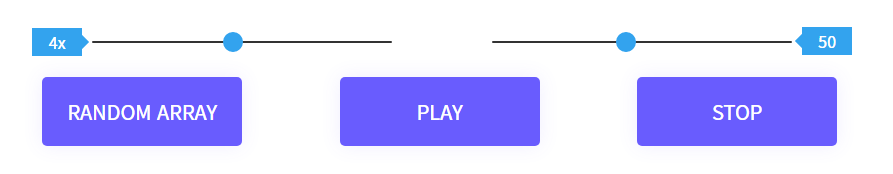 4x
50
RANDOM ARRAY
PLAY
STOP